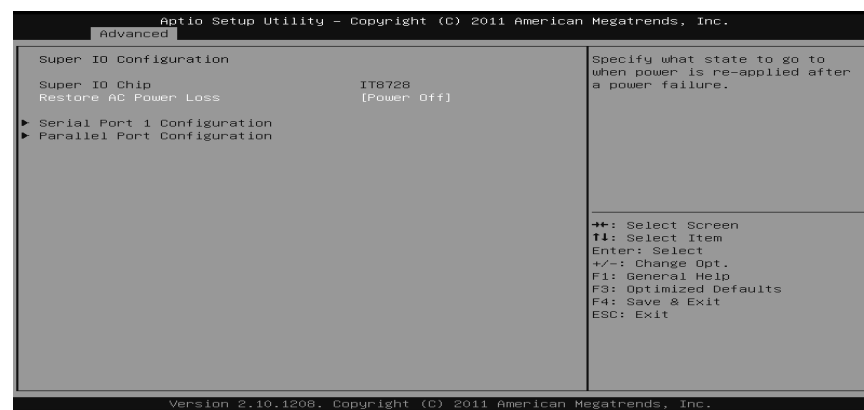 Aptio Setup Utility – Copyright (C) 2011 American Megatrends, Inc.
Advanced
Super IO Configuration
Super IO Chip IT8728
Restore AC Power Loss [Power Off]
► Serial Port 1 Configuration
► Parallel Port Configuration
Specify what state to go to
when power is re-applied after
a power failure.
→←: Select Screen
↑↓: Select Item
Enter: Select
+/-: Change Opt.
F1: General Help
F3: Optimized Defaults
F4: Save & Exit
ESC: Exit
Version 2.10.1208. Copyright (C) 2011 American Megatrends, Inc.